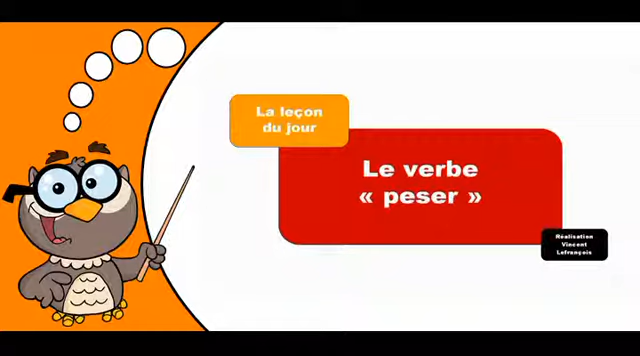 La leçon
du jour
Le verbe
« peser »
Réalisation
Vincent
Lefrançois